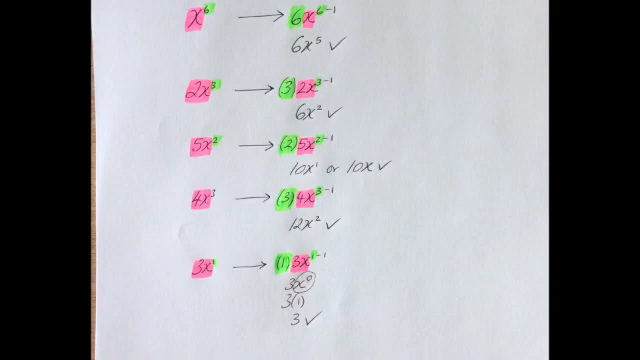 x⁶ → 6x⁶⁻¹
6x⁵ ✓
2x³ → (3)2x³⁻¹
6x² ✓
5x² → (2)5x²⁻¹
10x¹ or 10x ✓
4x³ → (3)4x³⁻¹
12x² ✓
3x¹ → (1)3x¹⁻¹
3x⁰
3(1)
3 ✓